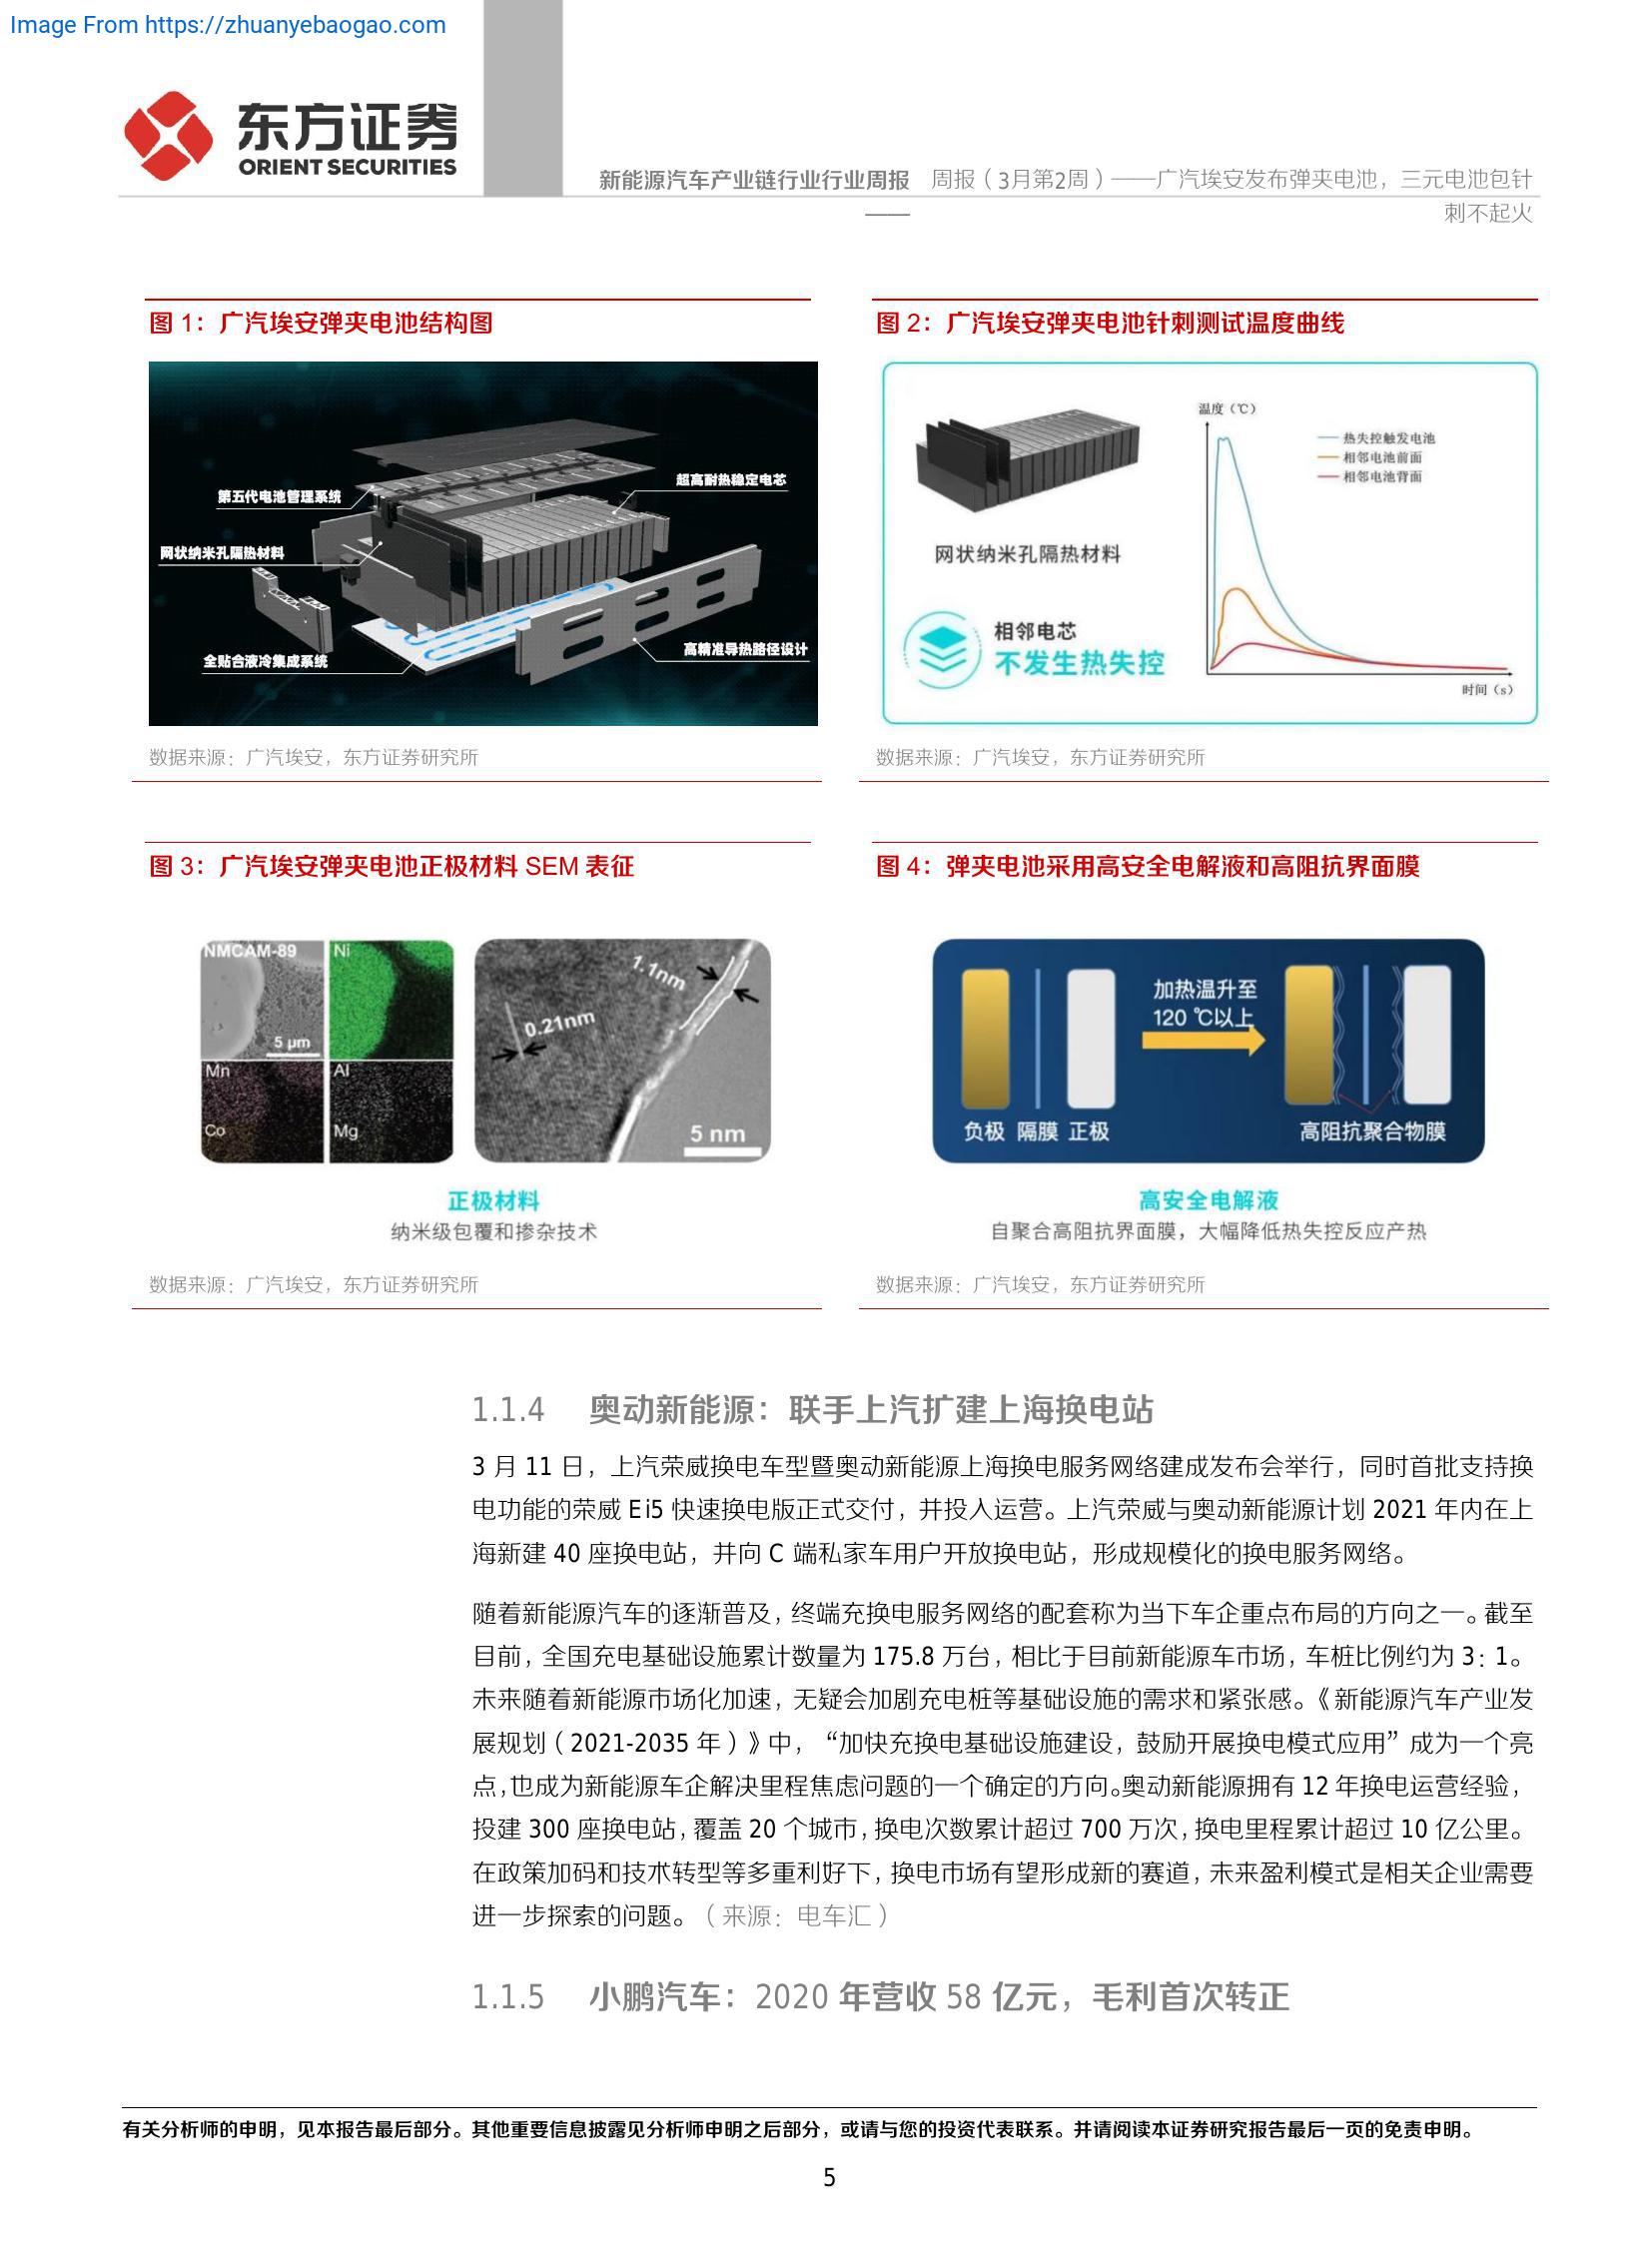 Image From https://zhuanyebaogao.com
东方证券
ORIENT SECURITIES
新能源汽车产业链行业行业周报 周报（3月第2周）——广汽埃安发布弹夹电池，三元电池包针
—— 刺不起火
图 1：广汽埃安弹夹电池结构图
第五代电池管理系统
超高耐热稳定电芯
网状纳米孔隔热材料
高精准导热路径设计
全贴合液冷集成系统
数据来源：广汽埃安，东方证券研究所
图 2：广汽埃安弹夹电池针刺测试温度曲线
温度（℃）
热失控触发电池
相邻电池前面
相邻电池背面
网状纳米孔隔热材料
相邻电芯
不发生热失控
时间（s）
数据来源：广汽埃安，东方证券研究所
图 3：广汽埃安弹夹电池正极材料 SEM 表征
NMCAM-89
Ni
5 μm
Mn
Al
Co
Mg
1.1nm
0.21nm
5 nm
正极材料
纳米级包覆和掺杂技术
数据来源：广汽埃安，东方证券研究所
图 4：弹夹电池采用高安全电解液和高阻抗界面膜
加热温升至
120 ℃以上
负极 隔膜 正极
高阻抗聚合物膜
高安全电解液
自聚合高阻抗界面膜，大幅降低热失控反应产热
数据来源：广汽埃安，东方证券研究所
1.1.4 奥动新能源：联手上汽扩建上海换电站
3 月 11 日，上汽荣威换电车型暨奥动新能源上海换电服务网络建成发布会举行，同时首批支持换
电功能的荣威 Ei5 快速换电版正式交付，并投入运营。上汽荣威与奥动新能源计划 2021 年内在上
海新建 40 座换电站，并向 C 端私家车用户开放换电站，形成规模化的换电服务网络。
随着新能源汽车的逐渐普及，终端充换电服务网络的配套称为当下车企重点布局的方向之一。截至
目前，全国充电基础设施累计数量为 175.8 万台，相比于目前新能源车市场，车桩比例约为 3：1。
未来随着新能源市场化加速，无疑会加剧充电桩等基础设施的需求和紧张感。《新能源汽车产业发
展规划（2021-2035 年）》中，“加快充换电基础设施建设，鼓励开展换电模式应用”成为一个亮
点，也成为新能源车企解决里程焦虑问题的一个确定的方向。奥动新能源拥有 12 年换电运营经验，
投建 300 座换电站，覆盖 20 个城市，换电次数累计超过 700 万次，换电里程累计超过 10 亿公里。
在政策加码和技术转型等多重利好下，换电市场有望形成新的赛道，未来盈利模式是相关企业需要
进一步探索的问题。（来源：电车汇）
1.1.5 小鹏汽车：2020 年营收 58 亿元，毛利首次转正
有关分析师的申明，见本报告最后部分。其他重要信息披露见分析师申明之后部分，或请与您的投资代表联系。并请阅读本证券研究报告最后一页的免责申明。
5